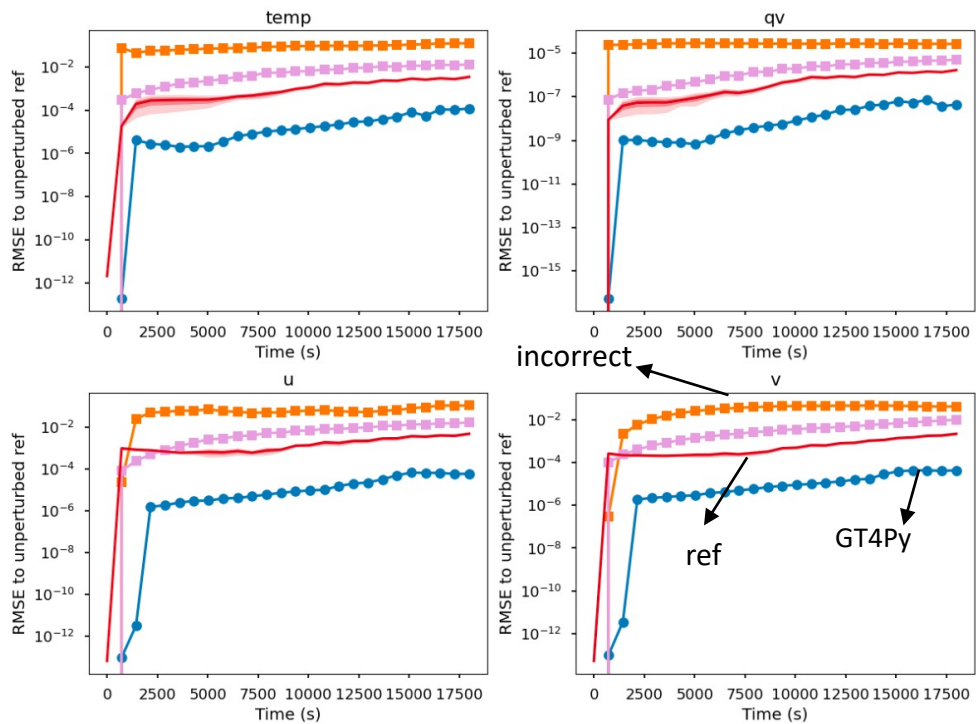 temp
RMSE to unperturbed ref
10^-2
10^-4
10^-6
10^-8
10^-10
10^-12
0 2500 5000 7500 10000 12500 15000 17500
Time (s)
qv
RMSE to unperturbed ref
10^-5
10^-7
10^-9
10^-11
10^-13
10^-15
0 2500 5000 7500 10000 12500 15000 17500
Time (s)
incorrect
u
RMSE to unperturbed ref
10^-2
10^-4
10^-6
10^-8
10^-10
10^-12
0 2500 5000 7500 10000 12500 15000 17500
Time (s)
v
RMSE to unperturbed ref
10^-2
10^-4
10^-6
10^-8
10^-10
10^-12
ref
GT4Py
0 2500 5000 7500 10000 12500 15000 17500
Time (s)